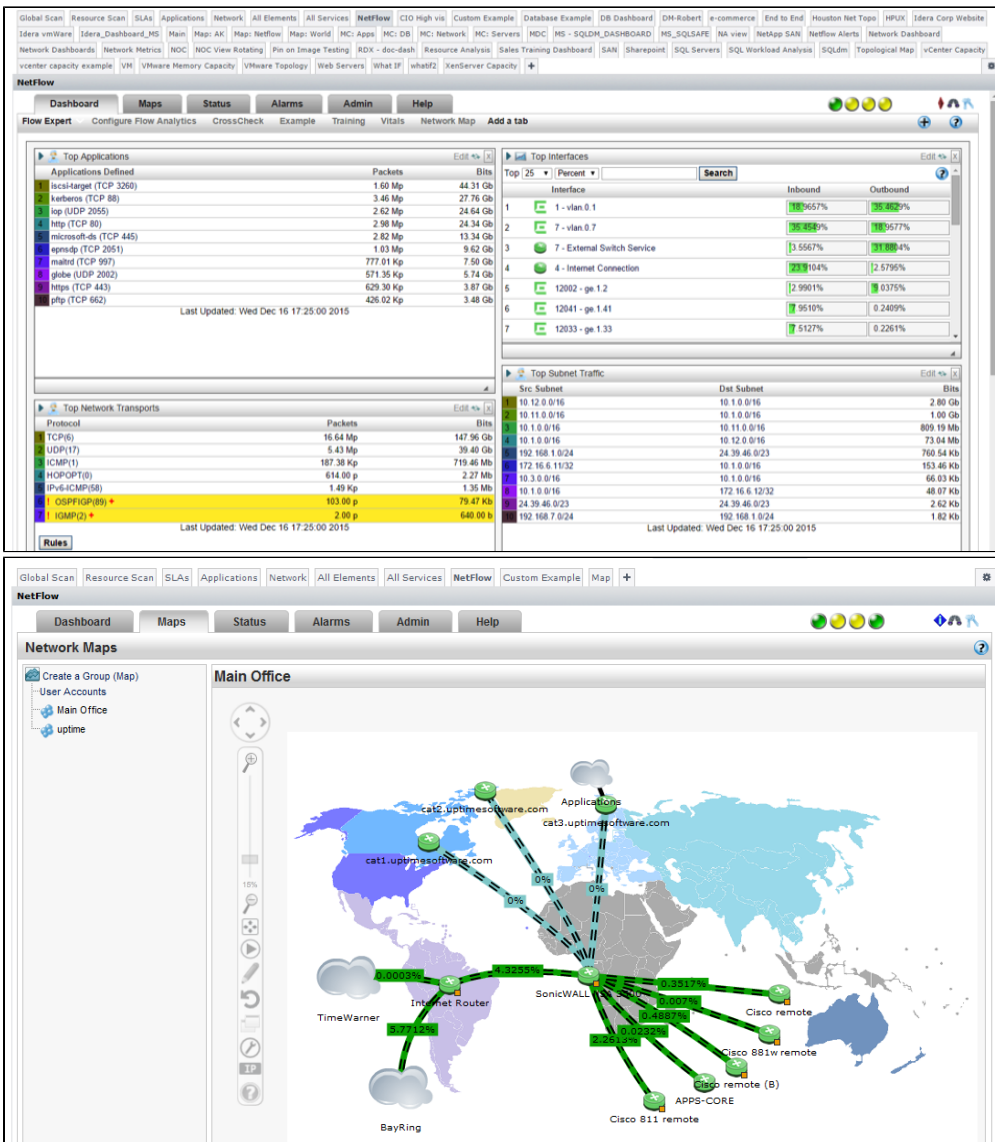 Global Scan Resource Scan SLAs Applications Network All Elements All Services NetFlow CIO High vis Custom Example Database Example DB Dashboard DM-Robert e-commerce End to End Houston Net Topo HPUX Idera Corp Website
Idera vmWare Idera_Dashboard_MS Main Map: AK Map: Netflow Map: World MC: Apps MC: DB MC: Network MC: Servers MDC MS - SQLDM_DASHBOARD MS_SQLSAFE NA view NetApp SAN Netflow Alerts Network Dashboard
Network Dashboards Network Metrics NOC NOC View Rotating Pin on Image Testing RDX - doc-dash Resource Analysis Sales Training Dashboard SAN Sharepoint SQL Servers SQL Workload Analysis SQLdm Topological Map vCenter Capacity
vcenter capacity example VM VMware Memory Capacity VMware Topology Web Servers What IF whatif2 XenServer Capacity +
NetFlow
Dashboard Maps Status Alarms Admin Help
Flow Expert Configure Flow Analytics CrossCheck Example Training Vitals Network Map Add a tab
Top Applications Edit x
Applications Defined Packets Bits
1 iscsi-target (TCP 3260) 1.60 Mp 44.31 Gb
2 kerberos (TCP 88) 3.46 Mp 27.76 Gb
3 iop (UDP 2055) 2.62 Mp 24.64 Gb
4 http (TCP 80) 2.98 Mp 24.34 Gb
5 microsoft-ds (TCP 445) 2.82 Mp 13.34 Gb
6 epnsdp (TCP 2051) 1.03 Mp 9.62 Gb
7 maitrd (TCP 997) 777.01 Kp 7.50 Gb
8 globe (UDP 2002) 571.35 Kp 5.74 Gb
9 https (TCP 443) 629.30 Kp 3.87 Gb
10 pftp (TCP 662) 426.02 Kp 3.48 Gb
Last Updated: Wed Dec 16 17:25:00 2015
Top Network Transports Edit x
Protocol Packets Bits
1 TCP(6) 16.64 Mp 147.96 Gb
2 UDP(17) 5.43 Mp 39.40 Gb
3 ICMP(1) 187.38 Kp 719.46 Mb
4 HOPOPT(0) 614.00 p 2.27 Mb
5 IPv6-ICMP(58) 1.49 Kp 1.35 Mb
6 ! OSPFIGP(89) 103.00 p 79.47 Kb
7 ! IGMP(2) 2.00 p 640.00 b
Last Updated: Wed Dec 16 17:25:00 2015
Rules
Top Interfaces Edit x
Top 25 Percent Search
Interface Inbound Outbound
1 1 - vlan.0.1 18.9657% 35.4629%
2 7 - vlan.0.7 35.4549% 18.9577%
3 7 - External Switch Service 3.5567% 31.8804%
4 4 - Internet Connection 23.9104% 2.5795%
5 12002 - ge.1.2 2.9901% 9.0375%
6 12041 - ge.1.41 7.9510% 0.2409%
7 12033 - ge.1.33 7.5127% 0.2261%
Top Subnet Traffic Edit x
Src Subnet Dst Subnet Bits
1 10.12.0.0/16 10.1.0.0/16 2.80 Gb
2 10.11.0.0/16 10.1.0.0/16 1.00 Gb
3 10.1.0.0/16 10.11.0.0/16 809.19 Mb
4 10.1.0.0/16 10.12.0.0/16 73.04 Mb
5 192.168.1.0/24 24.39.46.0/23 760.54 Kb
6 172.16.6.11/32 10.1.0.0/16 153.46 Kb
7 10.3.0.0/16 10.1.0.0/16 66.03 Kb
8 10.1.0.0/16 172.16.6.12/32 48.07 Kb
9 24.39.46.0/23 24.39.46.0/23 2.62 Kb
10 192.168.7.0/24 192.168.1.0/24 1.82 Kb
Last Updated: Wed Dec 16 17:25:00 2015
Global Scan Resource Scan SLAs Applications Network All Elements All Services NetFlow Custom Example Map +
NetFlow
Dashboard Maps Status Alarms Admin Help
Network Maps
Create a Group (Map)
User Accounts
Main Office
uptime
Main Office
18%
IP
Applications
cat2.uptimesoftware.com
cat3.uptimesoftware.com
cat1.uptimesoftware.com
0%
0%
0%
0.0003%
4.3255%
0.3517%
Internet Router
0.007%
TimeWarner
Cisco remote
0.4887%
5.7712%
0.0232%
2.2613%
Cisco 881w remote
Cisco remote (B)
APPS-CORE
Cisco 811 remote
BayRing